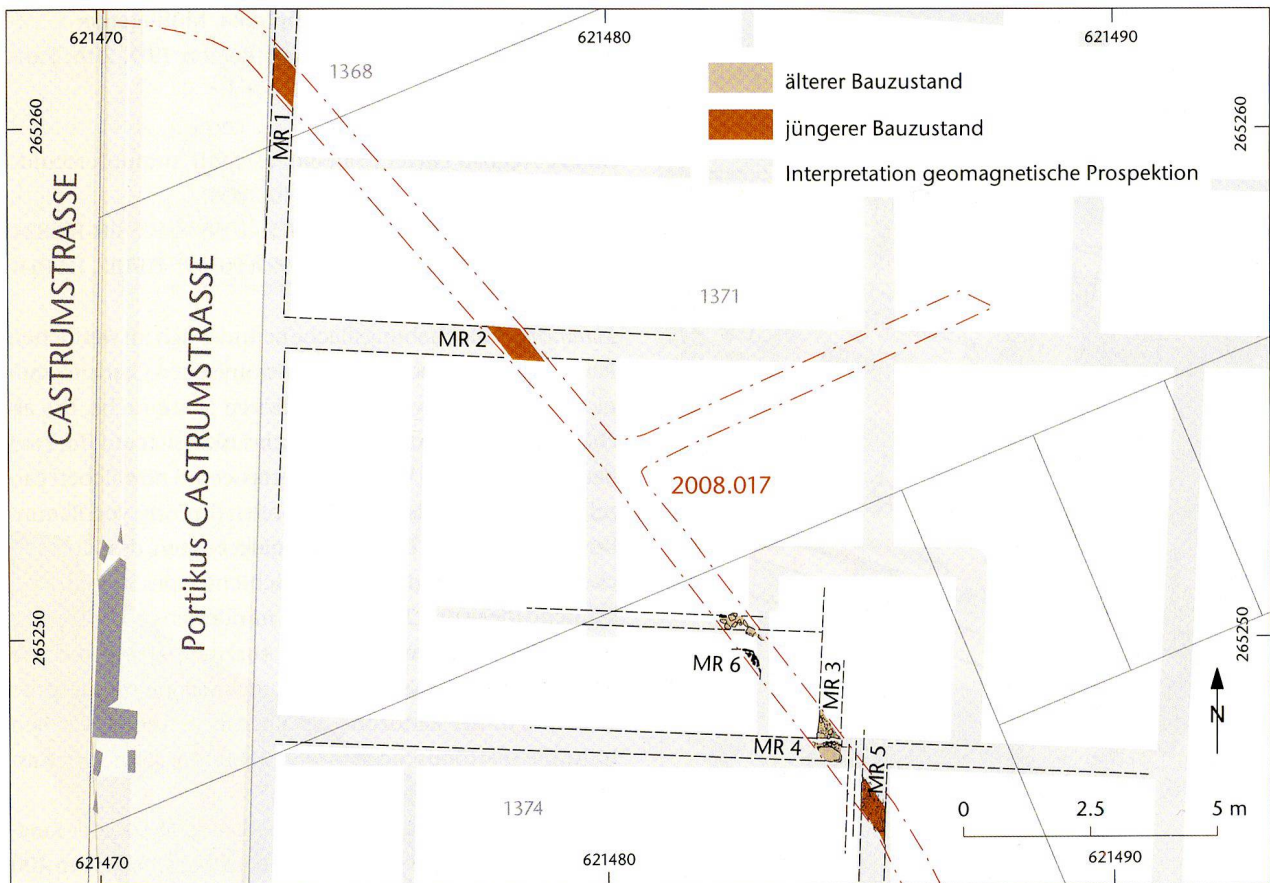 621470
621480
621490
265260
265260
1368
älterer Bauzustand
jüngerer Bauzustand
Interpretation geomagnetische Prospektion
MR 1
CASTRUMSTRASSE
Portikus CASTRUMSTRASSE
1371
MR 2
2008.017
265250
265250
MR 6
MR 3
N
MR 4
MR 5
1374
0 2.5 5 m
621470
621480
621490